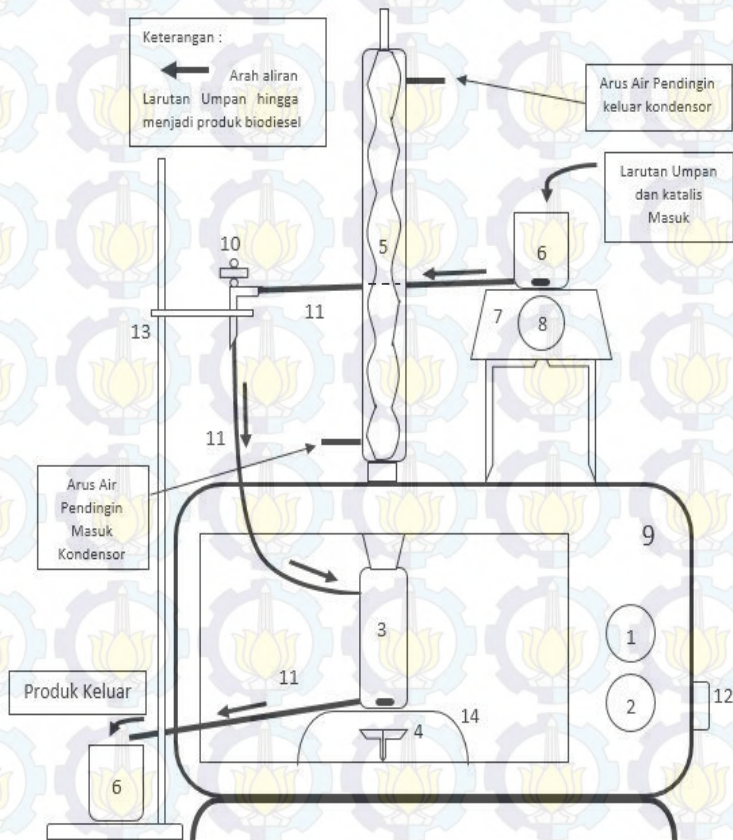 Keterangan :
Arah aliran
Larutan Umpan hingga
menjadi produk biodiesel
Arus Air Pendingin
keluar kondensor
Larutan Umpan
dan katalis
Masuk
10
5
6
7
8
13
11
11
Arus Air
Pendingin
Masuk
Kondensor
9
3
1
11
Produk Keluar
14
2
12
4
6